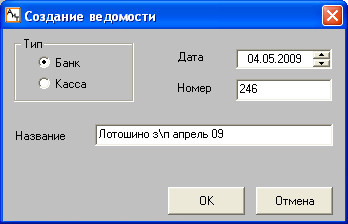 Создание ведомости
Тип
Банк
Касса
Дата
04.05.2009
Номер
246
Название
Лотошино з\п апрель 09
OK
Отмена